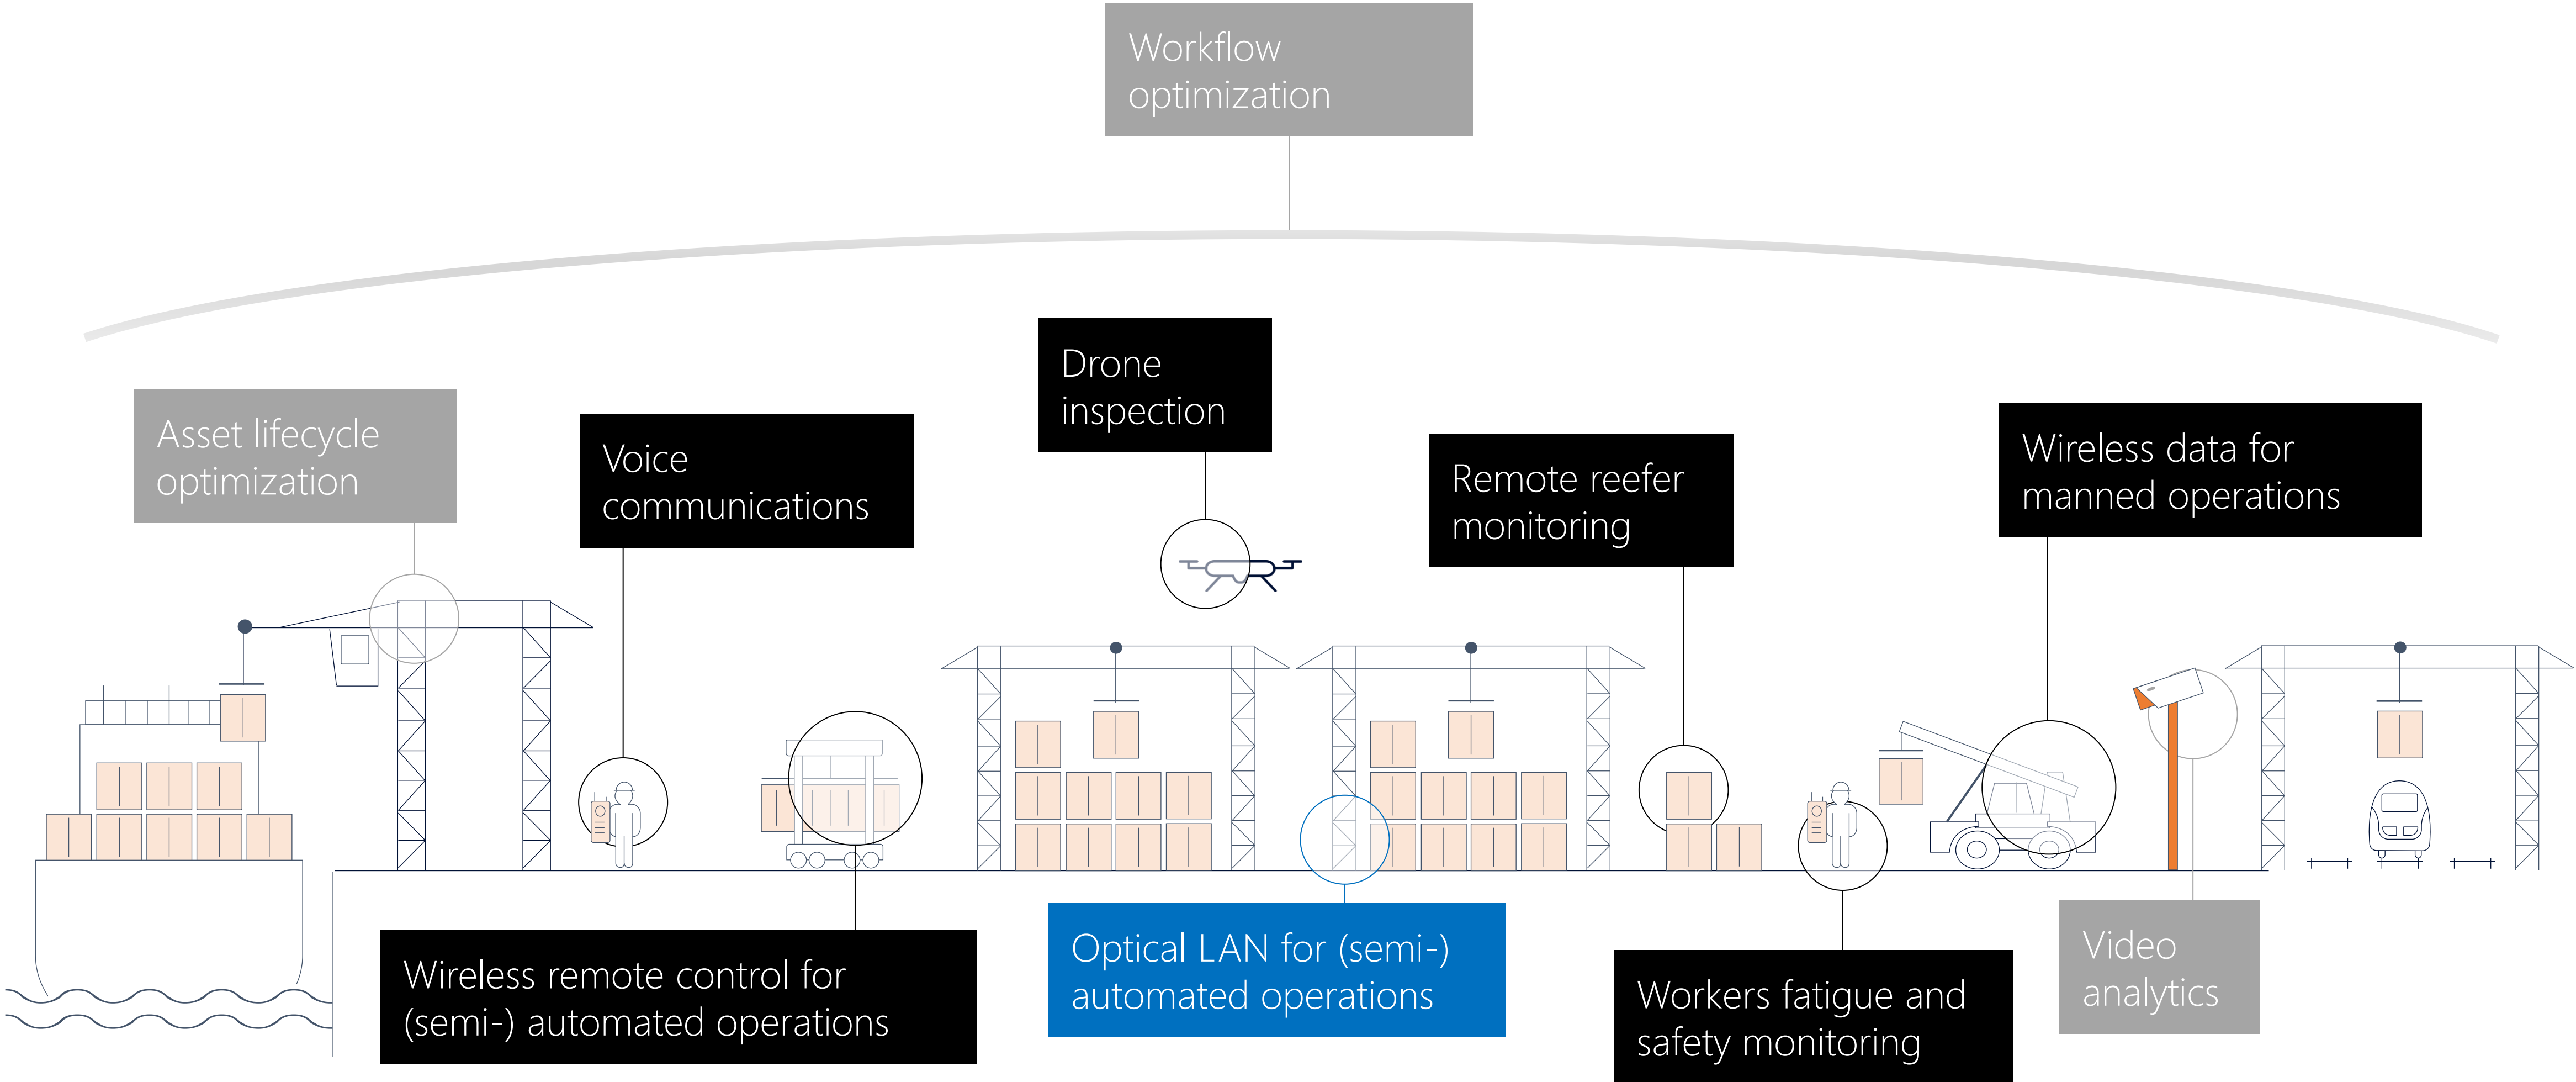 Workflow
optimization
Drone
inspection
Asset lifecycle
optimization
Voice
communications
Remote reefer
monitoring
Wireless data for
manned operations
Wireless remote control for
(semi-) automated operations
Optical LAN for (semi-)
automated operations
Workers fatigue and
safety monitoring
Video
analytics